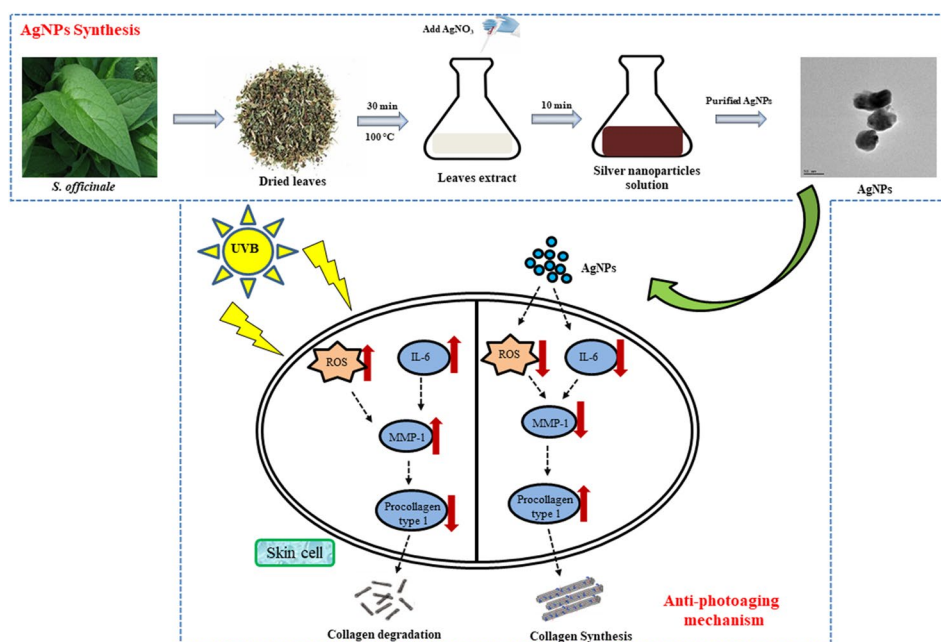 AgNPs Synthesis
Add AgNO3
30 min
100 °C
10 min
Purified AgNPs
S. officinale
Dried leaves
Leaves extract
Silver nanoparticles
solution
AgNPs
UVB
AgNPs
ROS
IL-6
ROS
IL-6
MMP-1
MMP-1
Procollagen
type 1
Procollagen
type 1
Skin cell
Collagen degradation
Collagen Synthesis
Anti-photoaging
mechanism